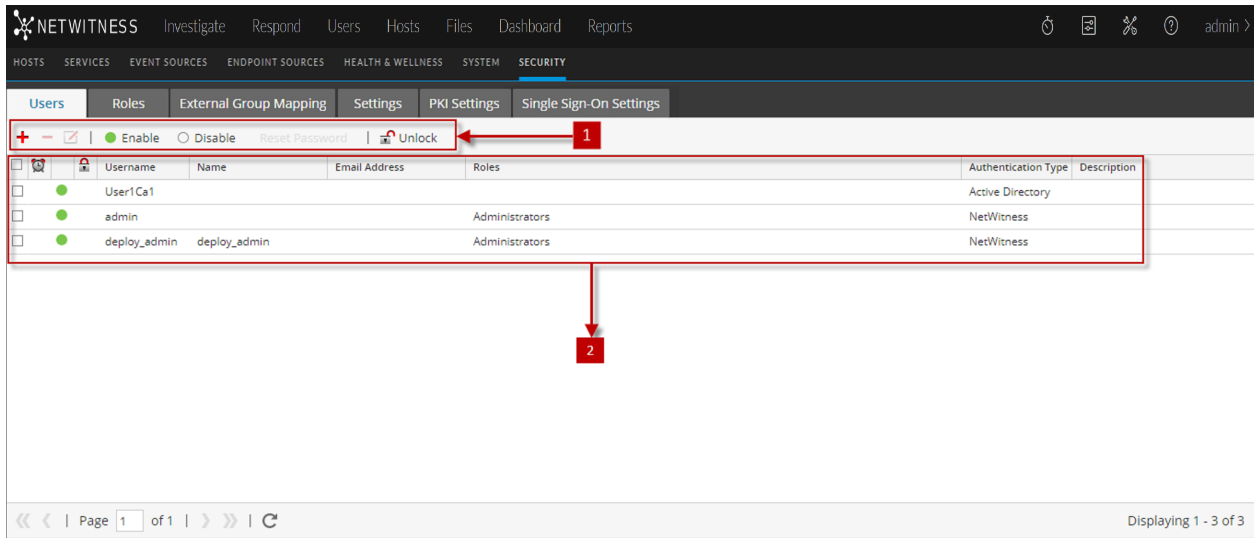 NETWITNESS Investigate Respond Users Hosts Files Dashboard Reports admin >
HOSTS SERVICES EVENT SOURCES ENDPOINT SOURCES HEALTH & WELLNESS SYSTEM SECURITY
Users Roles External Group Mapping Settings PKI Settings Single Sign-On Settings
Enable Disable Reset Password | Unlock 1
Username Name Email Address Roles Authentication Type Description
User1Ca1 Active Directory
admin Administrators NetWitness
deploy_admin deploy_admin Administrators NetWitness
2
Page 1 of 1 Displaying 1 - 3 of 3